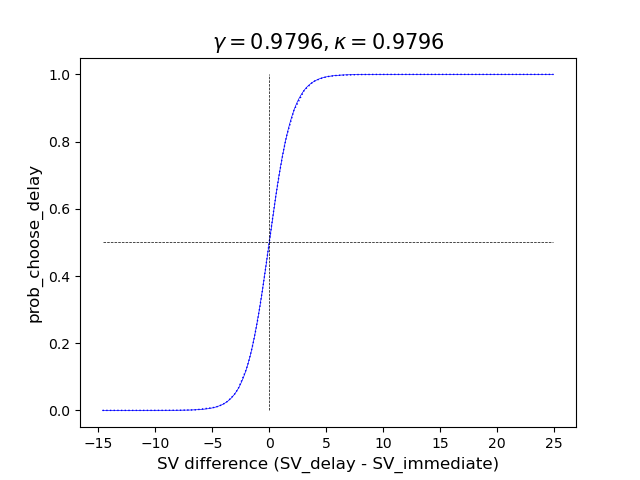 γ = 0.9796, κ = 0.9796
1.0
0.8
0.6
0.4
0.2
0.0
prob_choose_delay
−15 −10 −5 0 5 10 15 20 25
SV difference (SV_delay - SV_immediate)